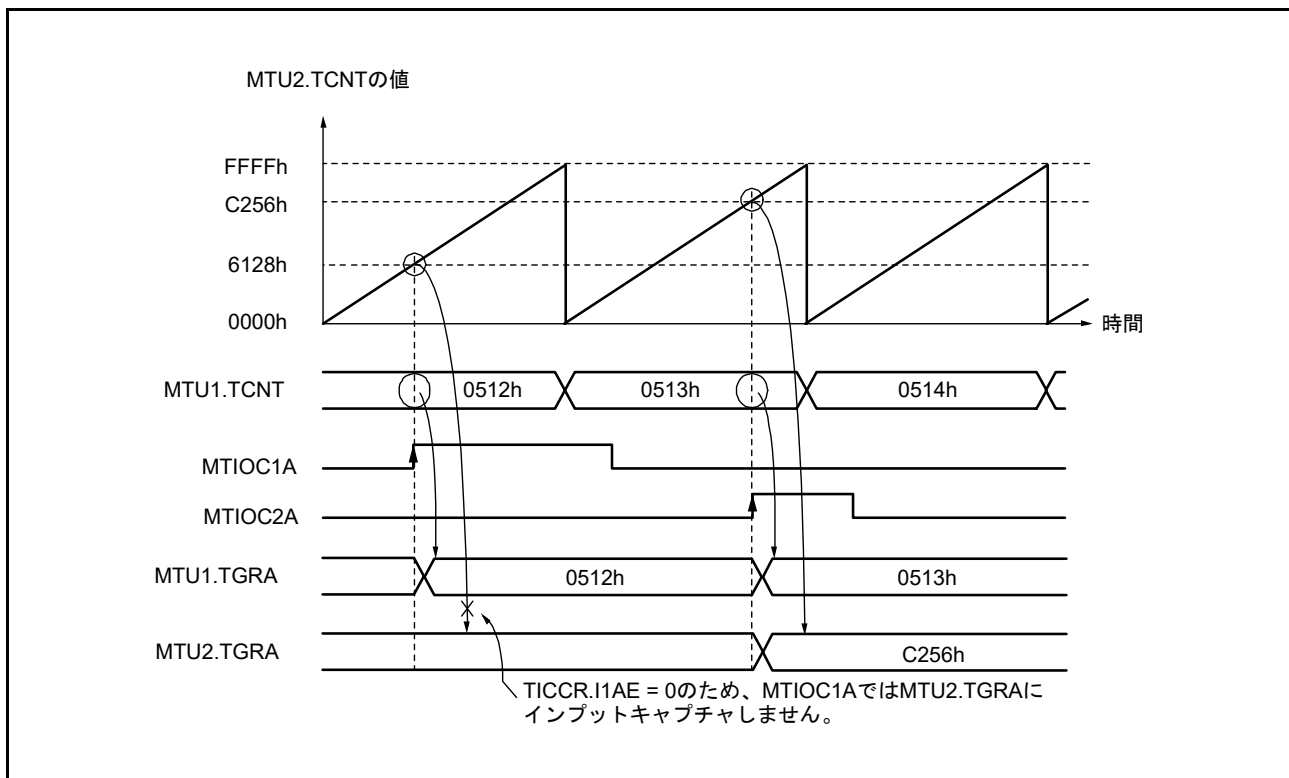 MTU2.TCNTの値
FFFFh
C256h
6128h
0000h
時間
MTU1.TCNT
0512h
0513h
0514h
MTIOC1A
MTIOC2A
MTU1.TGRA
0512h
0513h
MTU2.TGRA
C256h
TICCR.I1AE = 0のため、MTIOC1AではMTU2.TGRAに
インプットキャプチャしません。